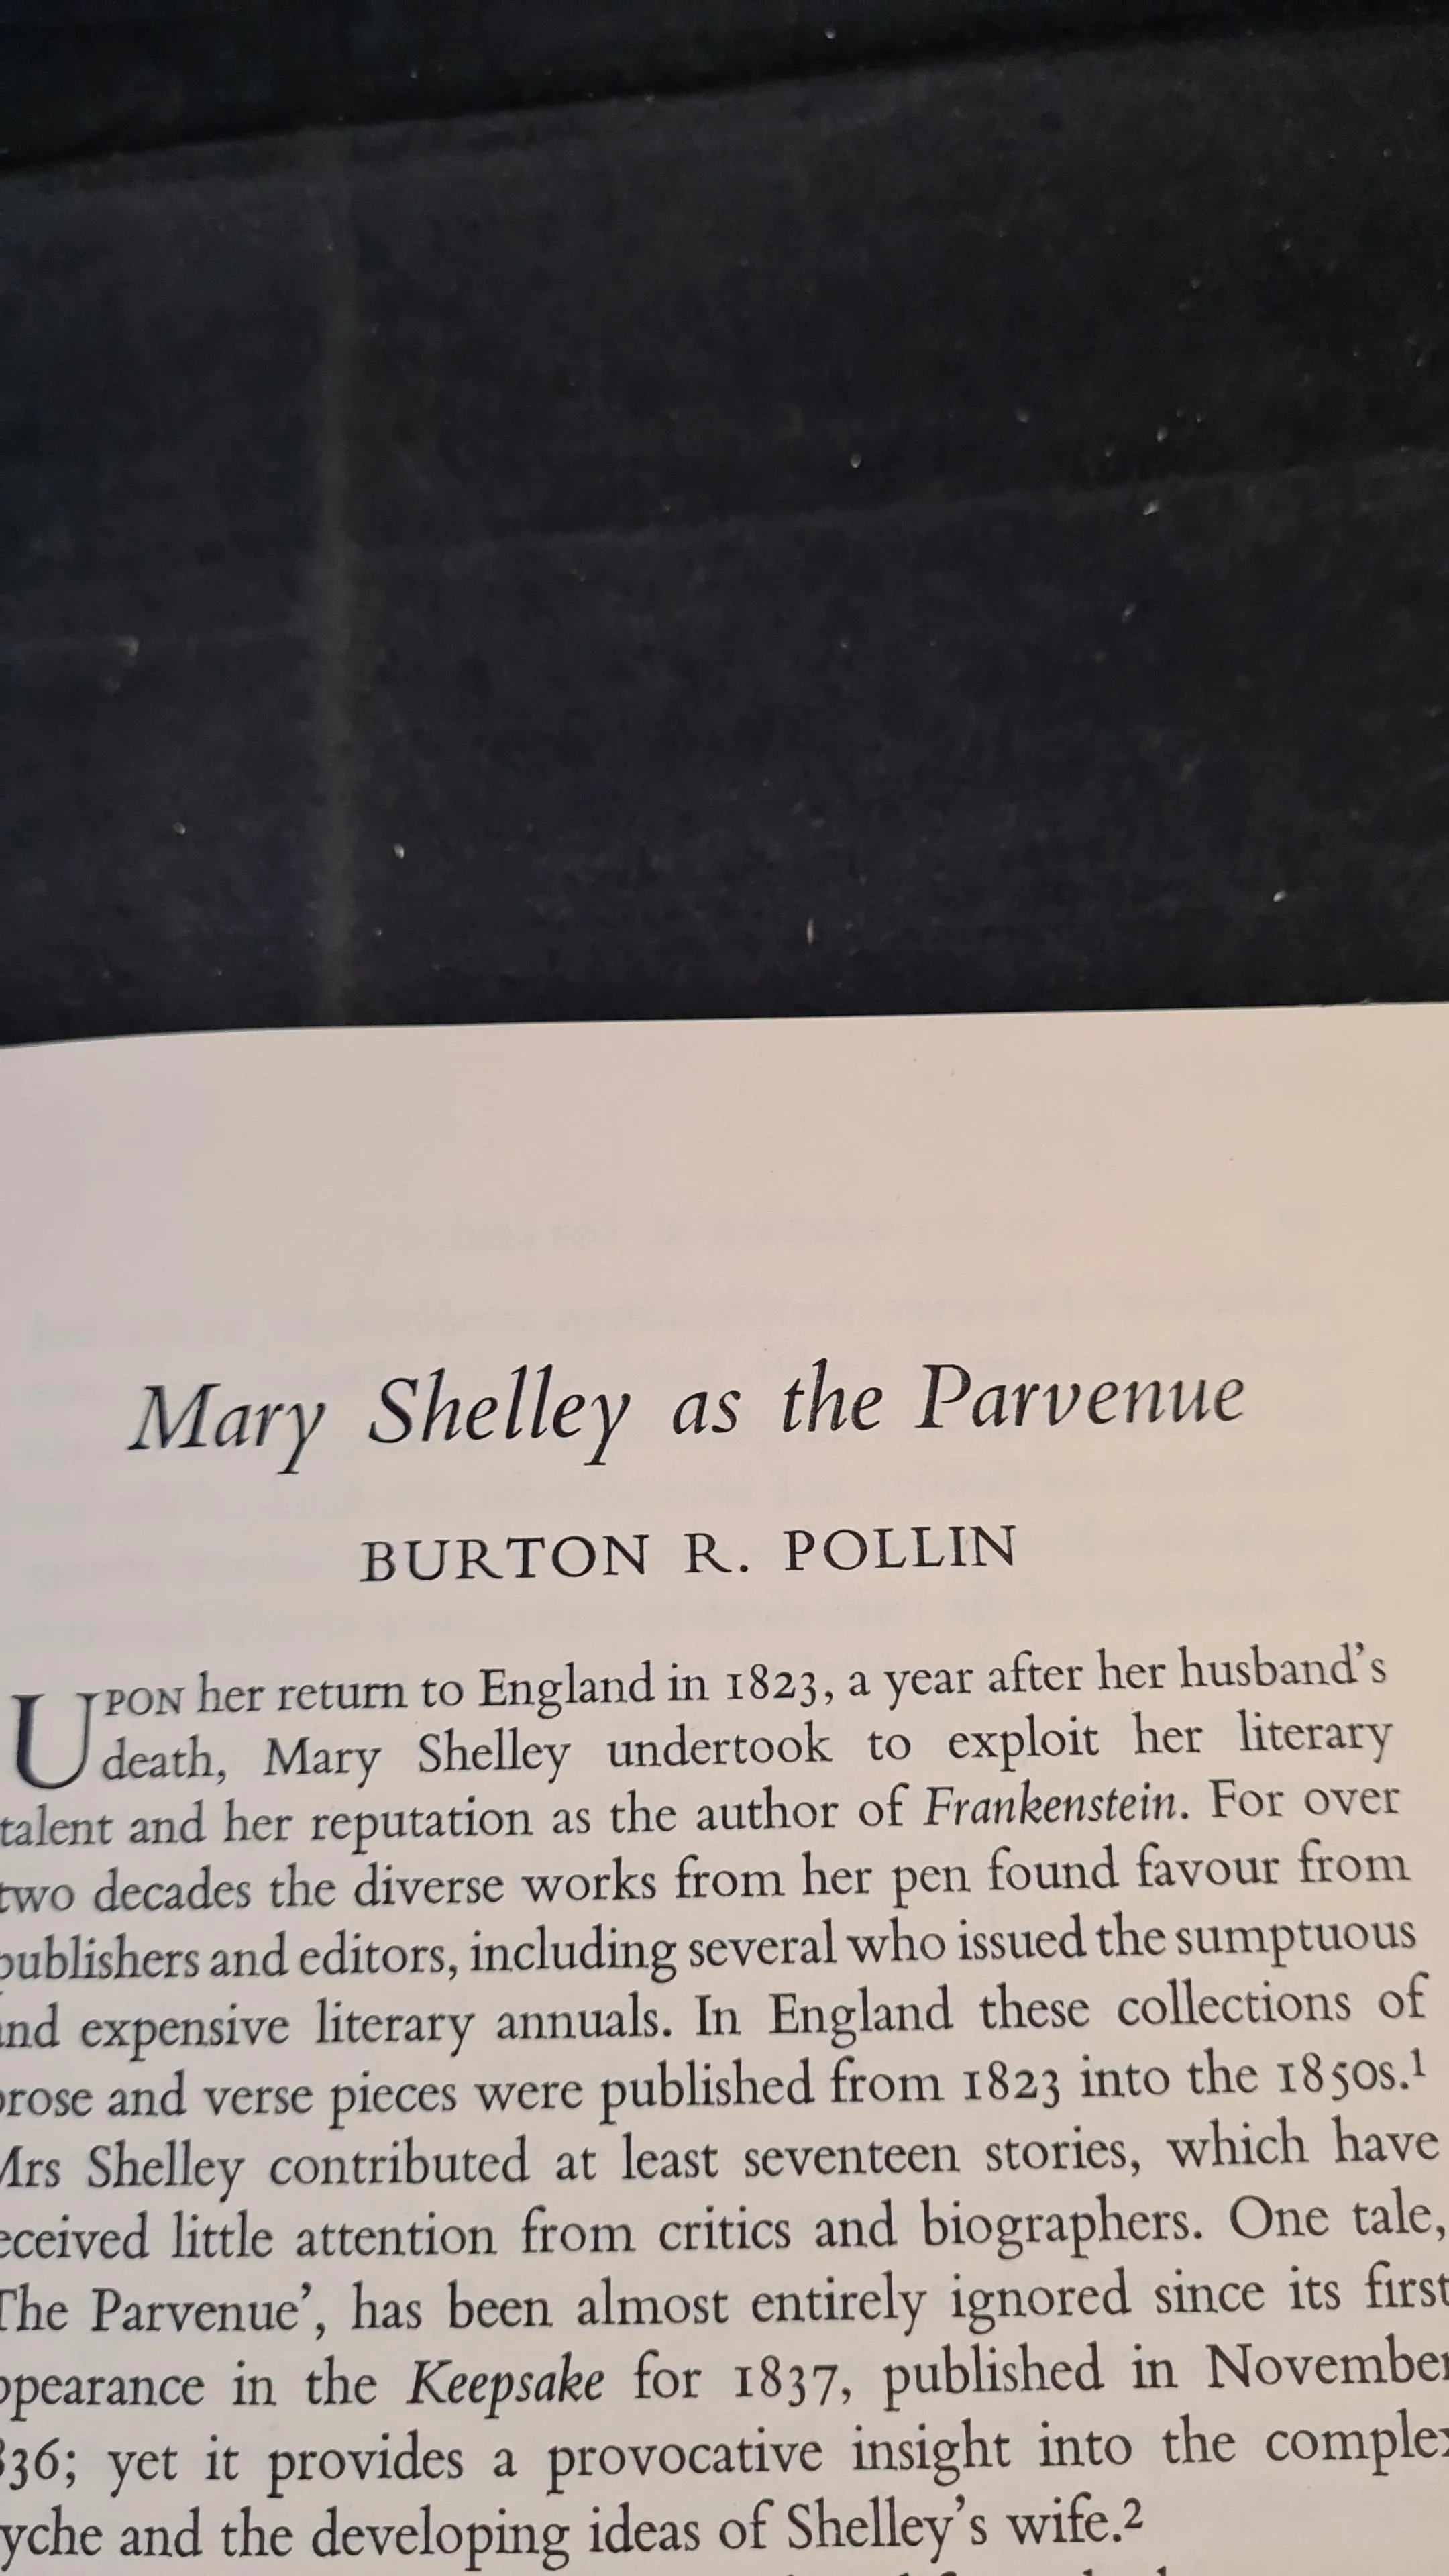 Mary Shelley as the Parvenue
BURTON R. POLLIN
UPON her return to England in 1823, a year after her husband's
death, Mary Shelley undertook to exploit her literary
talent and her reputation as the author of Frankenstein. For over
two decades the diverse works from her pen found favour from
publishers and editors, including several who issued the sumptuous
and expensive literary annuals. In England these collections of
prose and verse pieces were published from 1823 into the 1850s.¹
Mrs Shelley contributed at least seventeen stories, which have
eceived little attention from critics and biographers. One tale,
The Parvenue', has been almost entirely ignored since its first
ppearance in the Keepsake for 1837, published in November
836; yet it provides a provocative insight into the complex
yche and the developing ideas of Shelley's wife.²